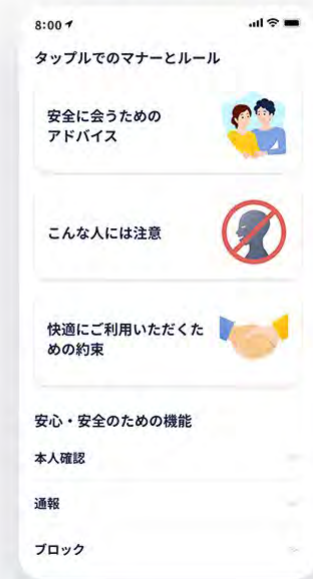 8:00
タップルでのマナーとルール
安全に会うための
アドバイス
こんな人には注意
快適にご利用いただくた
めの約束
安心・安全のための機能
本人確認
通報
ブロック